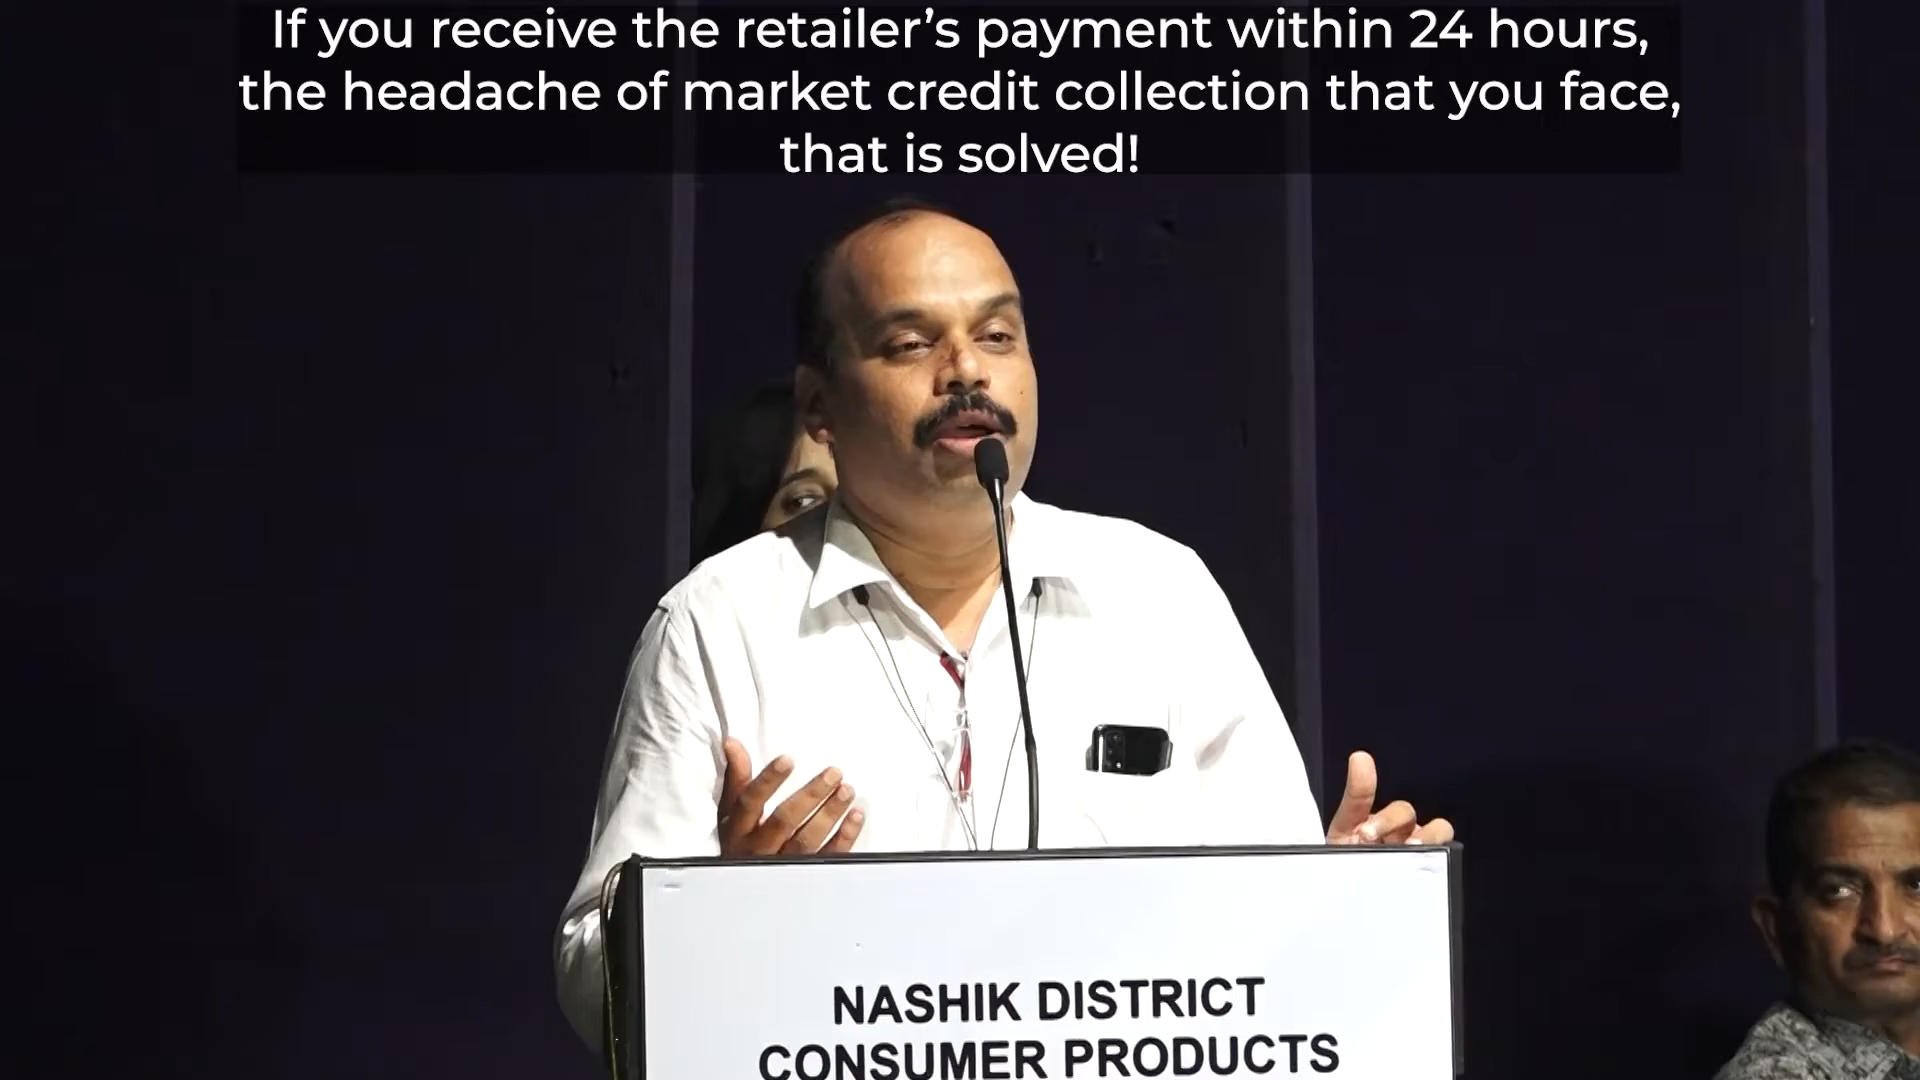 If you receive the retailer’s payment within 24 hours,
the headache of market credit collection that you face,
that is solved!
NASHIK DISTRICT
CONSUMER PRODUCTS